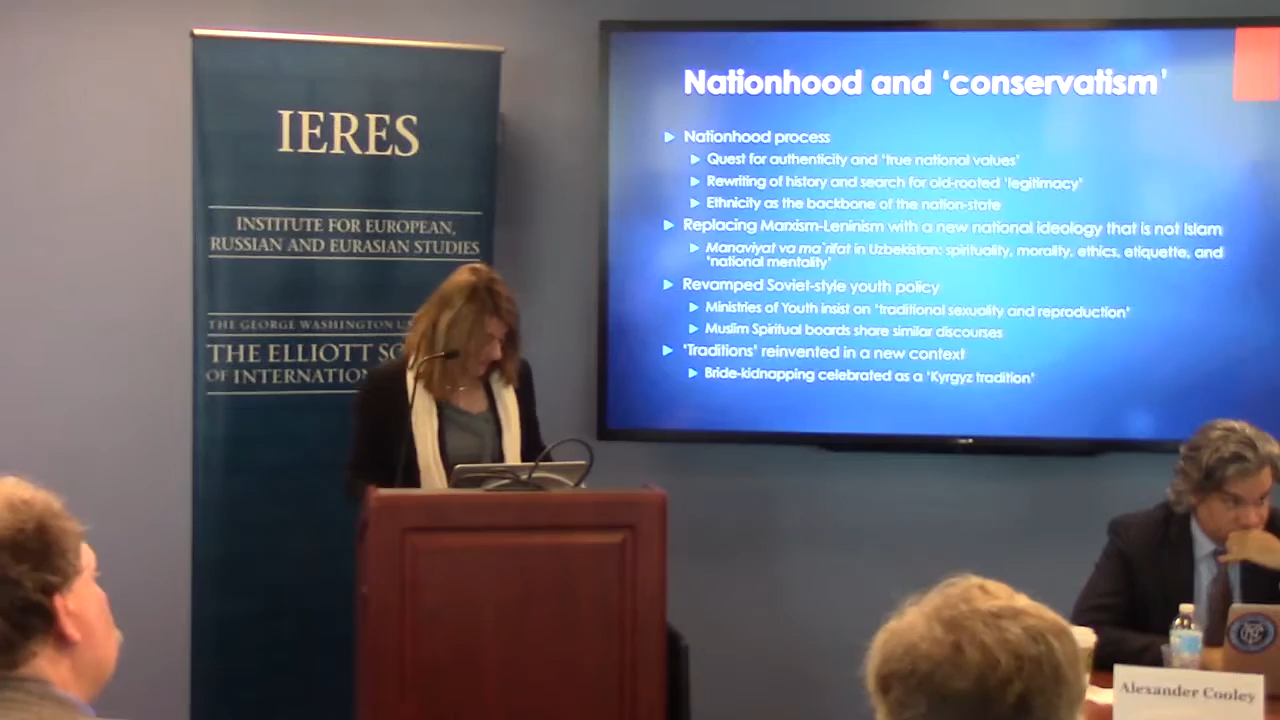 IERES
INSTITUTE FOR EUROPEAN,
RUSSIAN AND EURASIAN STUDIES
THE GEORGE WASHINGTON
THE ELLIOTT
OF
Nationhood and ‘conservatism’
Nationhood process
Quest for authenticity and ‘true national values’
Rewriting of history and search for old-rooted ‘legitimacy’
Ethnicity as the backbone of the nation-state
Replacing Marxism-Leninism with a new national ideology that is not Islam
Manaviyat va ma`rifat in Uzbekistan: spirituality, morality, ethics, etiquette, and
‘national mentality’
Revamped Soviet-style youth policy
Ministries of Youth insist on ‘traditional sexuality and reproduction’
Muslim Spiritual boards share similar discourses
‘Traditions’ reinvented in a new context
Bride-kidnapping celebrated as a ‘Kyrgyz tradition’
Alexander Cooley